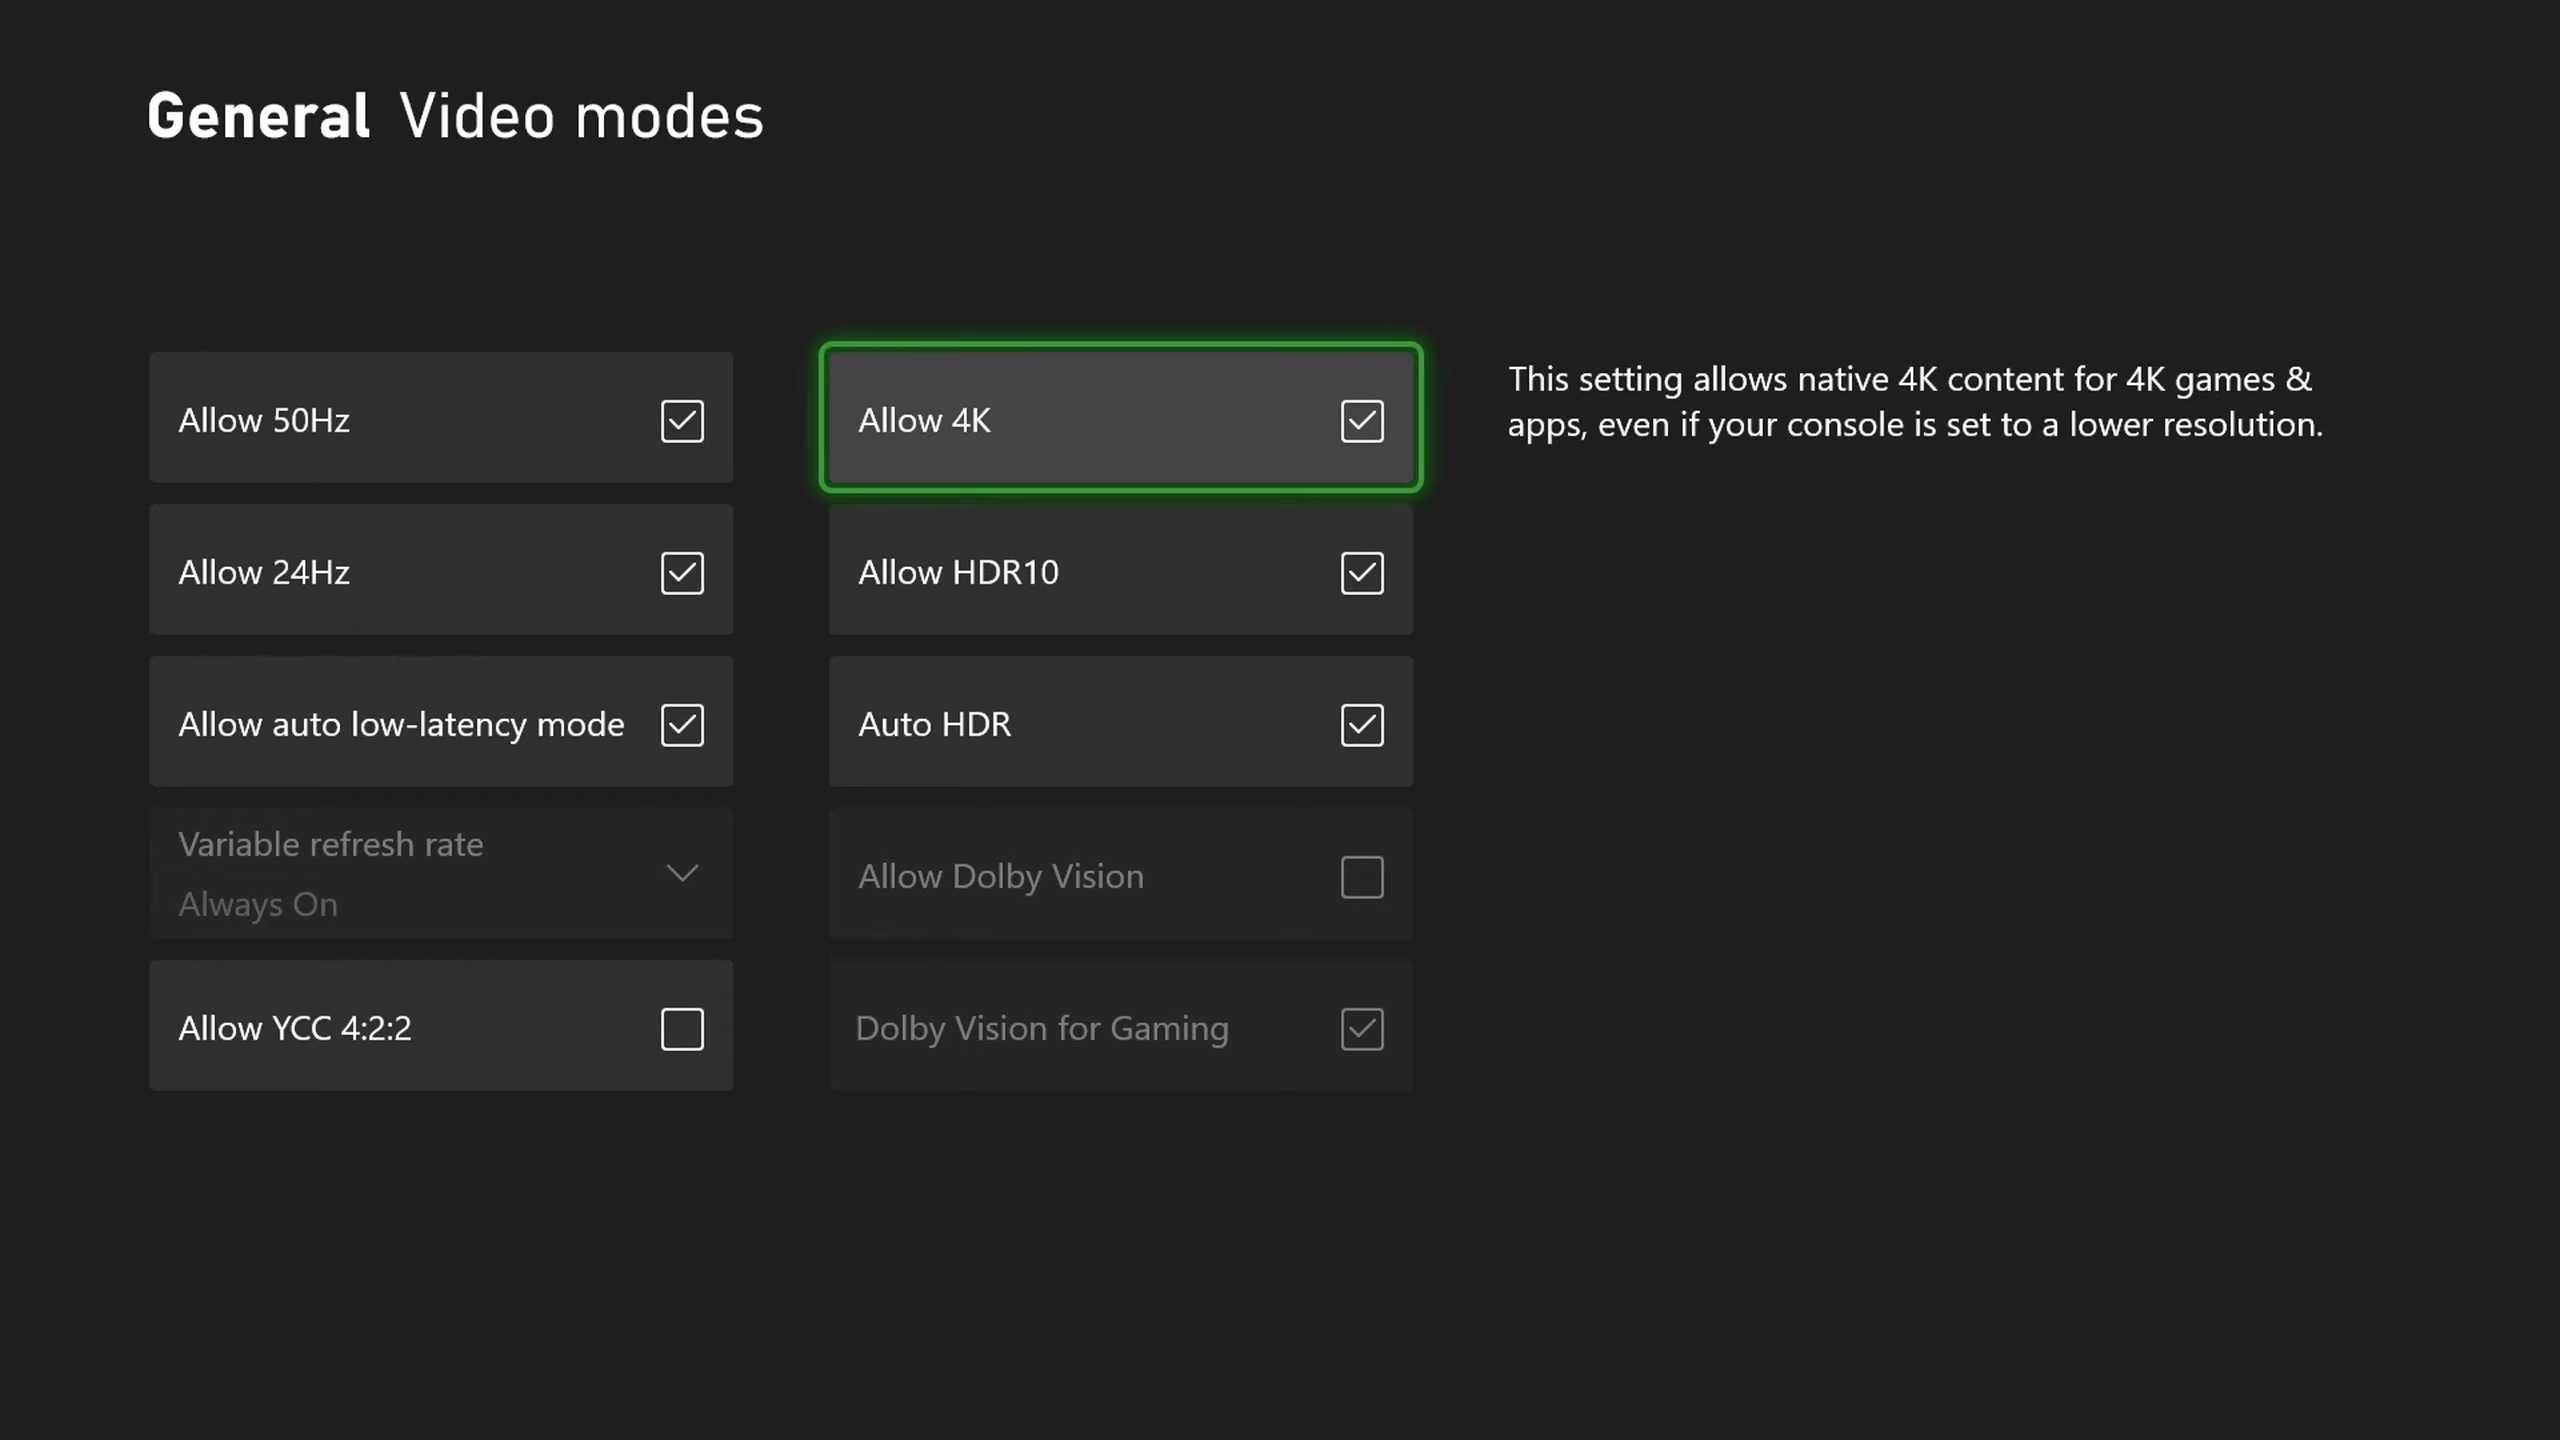 General Video modes
Allow 50Hz
Allow 24Hz
Allow auto low-latency mode
Variable refresh rate
Always On
Allow YCC 4:2:2
Allow 4K
Allow HDR10
Auto HDR
Allow Dolby Vision
Dolby Vision for Gaming
This setting allows native 4K content for 4K games &
apps, even if your console is set to a lower resolution.